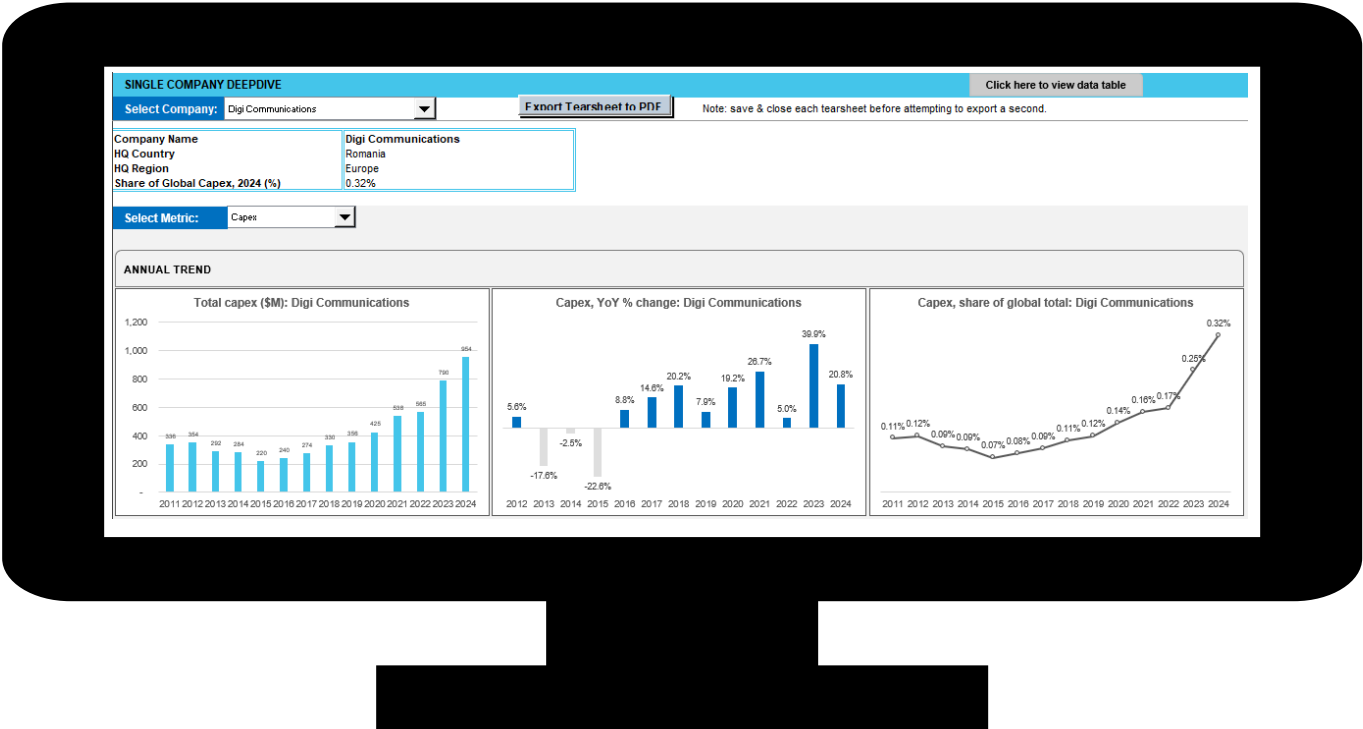 SINGLE COMPANY DEEPDIVE
Click here to view data table
Select Company: Digi Communications
Export Tearsheet to PDF
Note: save & close each tearsheet before attempting to export a second.
Company Name Digi Communications
HQ Country Romania
HQ Region Europe
Share of Global Capex, 2024 (%) 0.32%
Select Metric: Capex
ANNUAL TREND
Total capex ($M): Digi Communications
1,200
1,000
800
600
400
200
-
336 354 292 284 220 240 274 330 356 425 538 565 790 954
2011 2012 2013 2014 2015 2016 2017 2018 2019 2020 2021 2022 2023 2024
Capex, YoY % change: Digi Communications
5.6% -17.6% -2.5% -22.6% 8.8% 14.6% 20.2% 7.9% 19.2% 26.7% 5.0% 39.9% 20.8%
2012 2013 2014 2015 2016 2017 2018 2019 2020 2021 2022 2023 2024
Capex, share of global total: Digi Communications
0.11% 0.12% 0.09% 0.09% 0.07% 0.08% 0.09% 0.11% 0.12% 0.14% 0.16% 0.17% 0.25% 0.32%
2011 2012 2013 2014 2015 2016 2017 2018 2019 2020 2021 2022 2023 2024